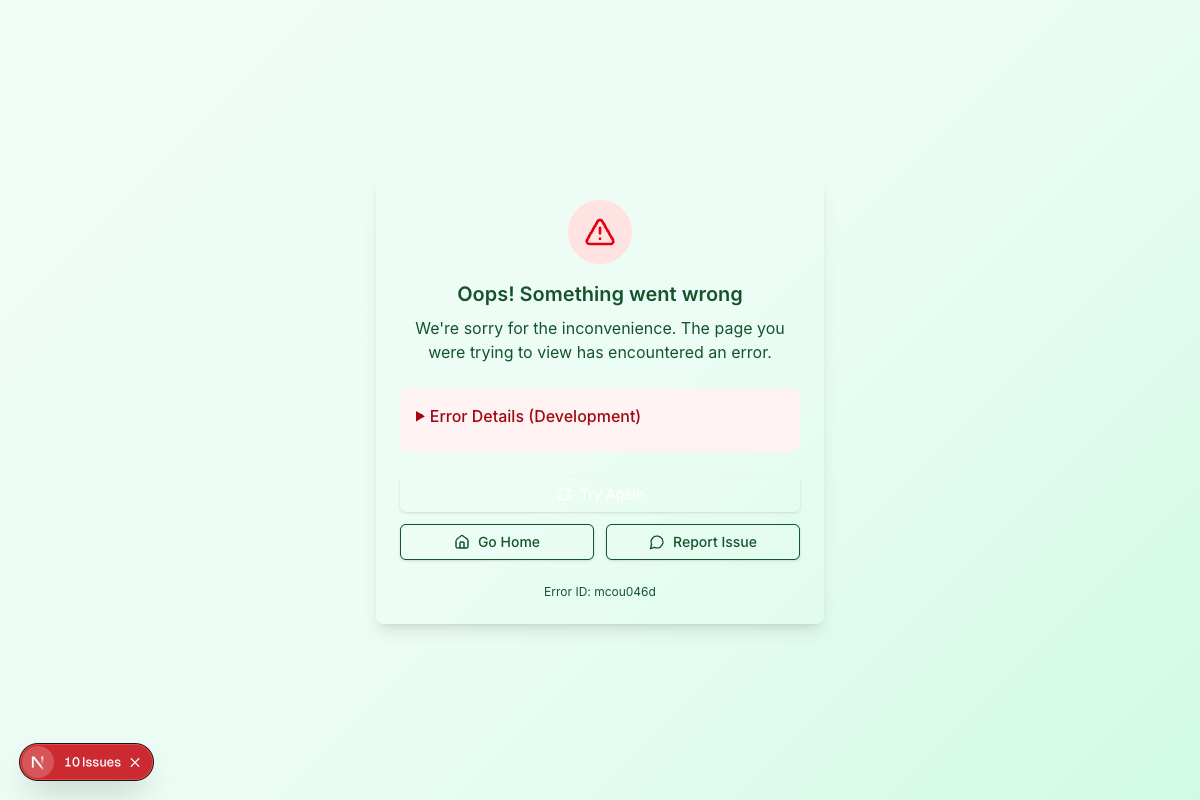 Oops! Something went wrong
We're sorry for the inconvenience. The page you
were trying to view has encountered an error.
Error Details (Development)
Try Again
Go Home
Report Issue
Error ID: mcou046d
N
10 Issues